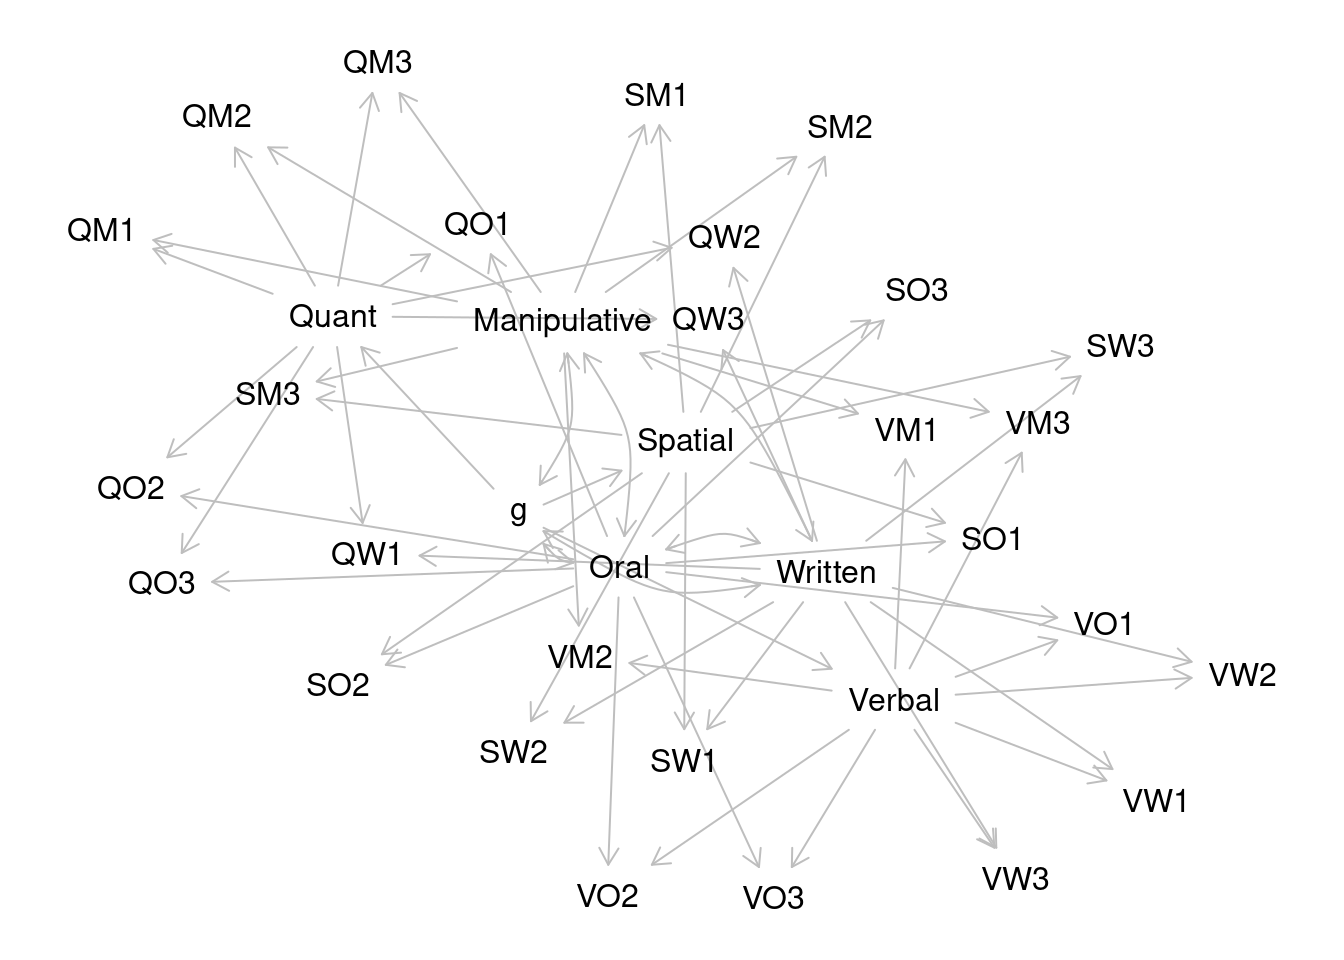 QM3
SM1
QM2
SM2
QM1
QO1
QW2
SO3
Quant
Manipulative
QW3
SW3
SM3
VM1
VM3
Spatial
QO2
g
SO1
QW1
QO3
Oral
Written
VO1
VM2
SO2
VW2
Verbal
SW2
SW1
VW1
VW3
VO2
VO3